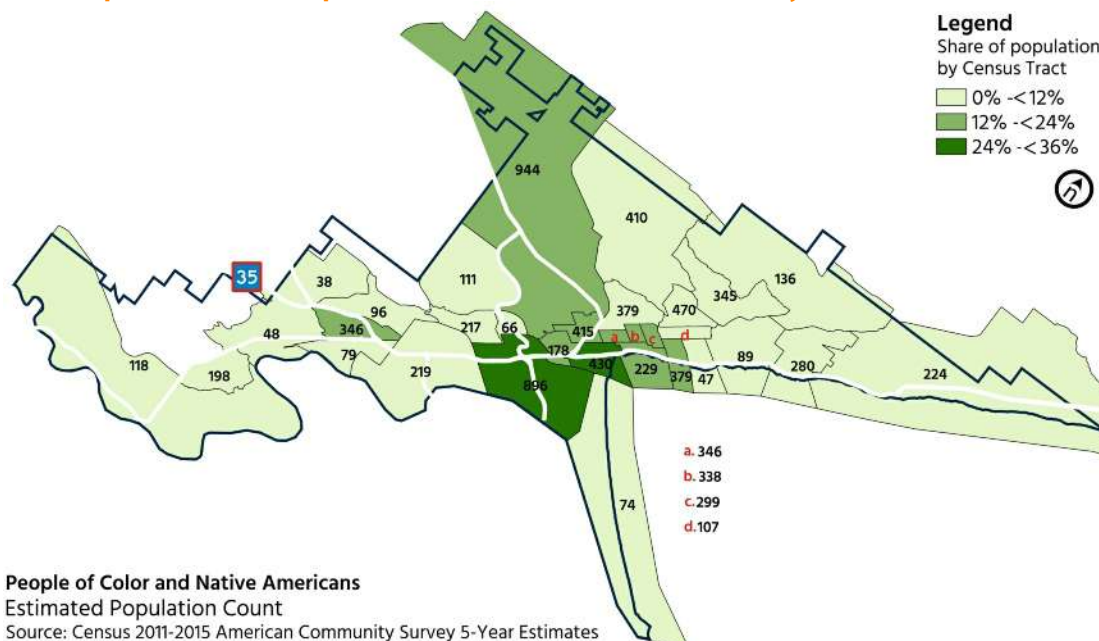 Legend
Share of population
by Census Tract
0% -<12%
12% -<24%
24% -<36%
944
410
136
35
38
111
345
470
379
96
415
217
66
346
48
a b c d
178
118
79
430
89
280
224
198
219
896
229
379
47
a. 346
b. 338
c. 299
d. 107
74
People of Color and Native Americans
Estimated Population Count
Source: Census 2011-2015 American Community Survey 5-Year Estimates